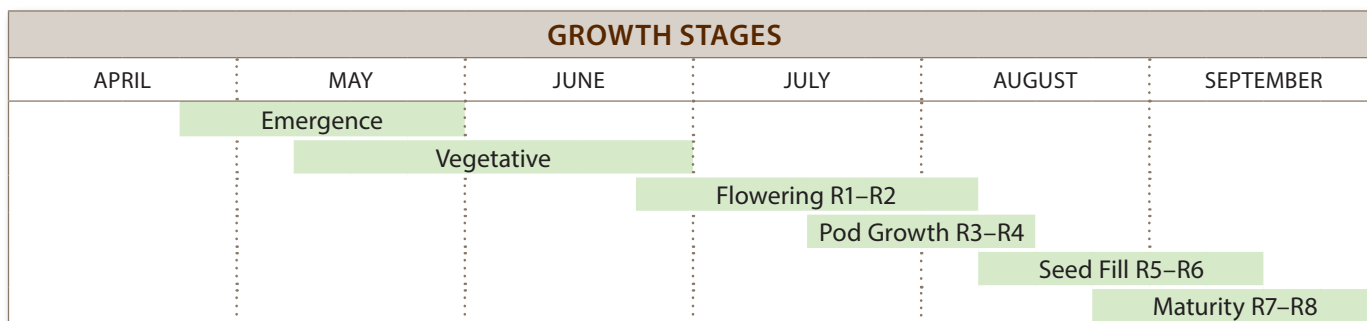 GROWTH STAGES
APRIL MAY JUNE JULY AUGUST SEPTEMBER
Emergence
Vegetative
Flowering R1–R2
Pod Growth R3–R4
Seed Fill R5–R6
Maturity R7–R8